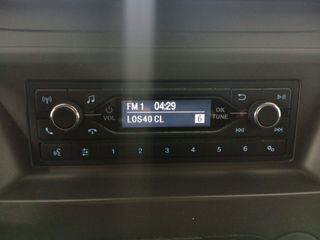 FM 1 04:29
LOS40 CL 6
VOL
OK
TUNE
1 2 3 4 5 6